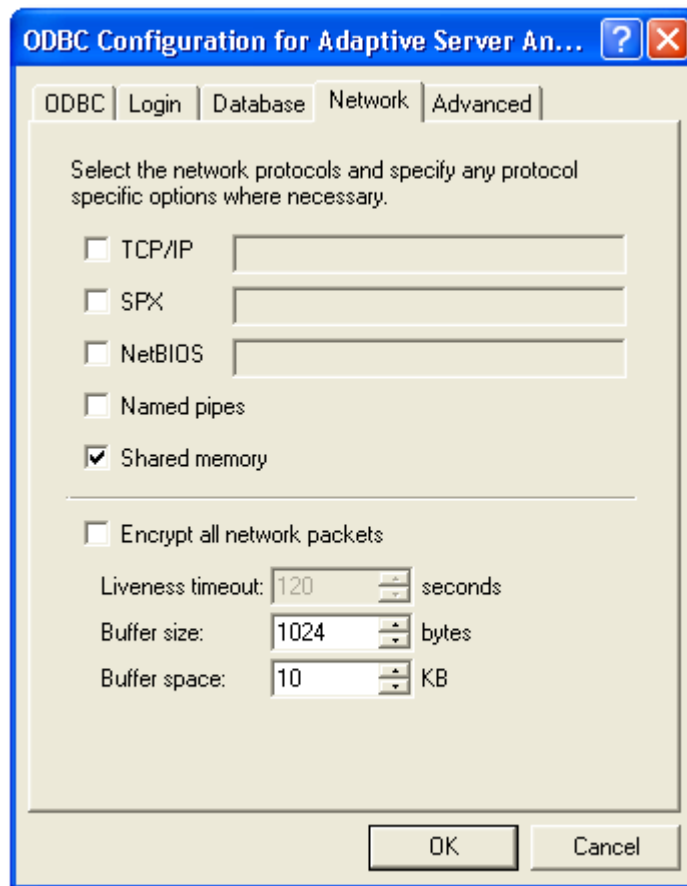 ODBC Configuration for Adaptive Server An...
ODBC Login Database Network Advanced
Select the network protocols and specify any protocol
specific options where necessary.
TCP/IP
SPX
NetBIOS
Named pipes
Shared memory
Encrypt all network packets
Liveness timeout: 120 seconds
Buffer size: 1024 bytes
Buffer space: 10 KB
OK Cancel